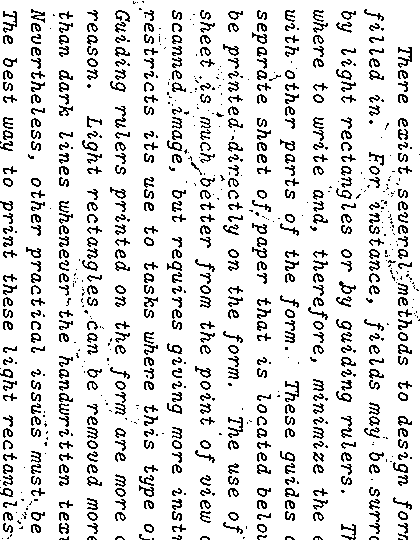 There exist several methods to design form
filled in. For instance, fields may be surro
by light rectangles or by guiding rulers. Th
where to write and, therefore, minimize the e
with other parts of the form. These guides c
separate sheet of paper that is located below
be printed directly on the form. The use of
sheet is much better from the point of view o
scanned image, but requires giving more instr
restricts its use to tasks where this type of
Guiding rulers printed on the form are more c
reason. Light rectangles can be removed more
than dark lines whenever the handwritten text
Nevertheless, other practical issues must be
The best way to print these light rectangles